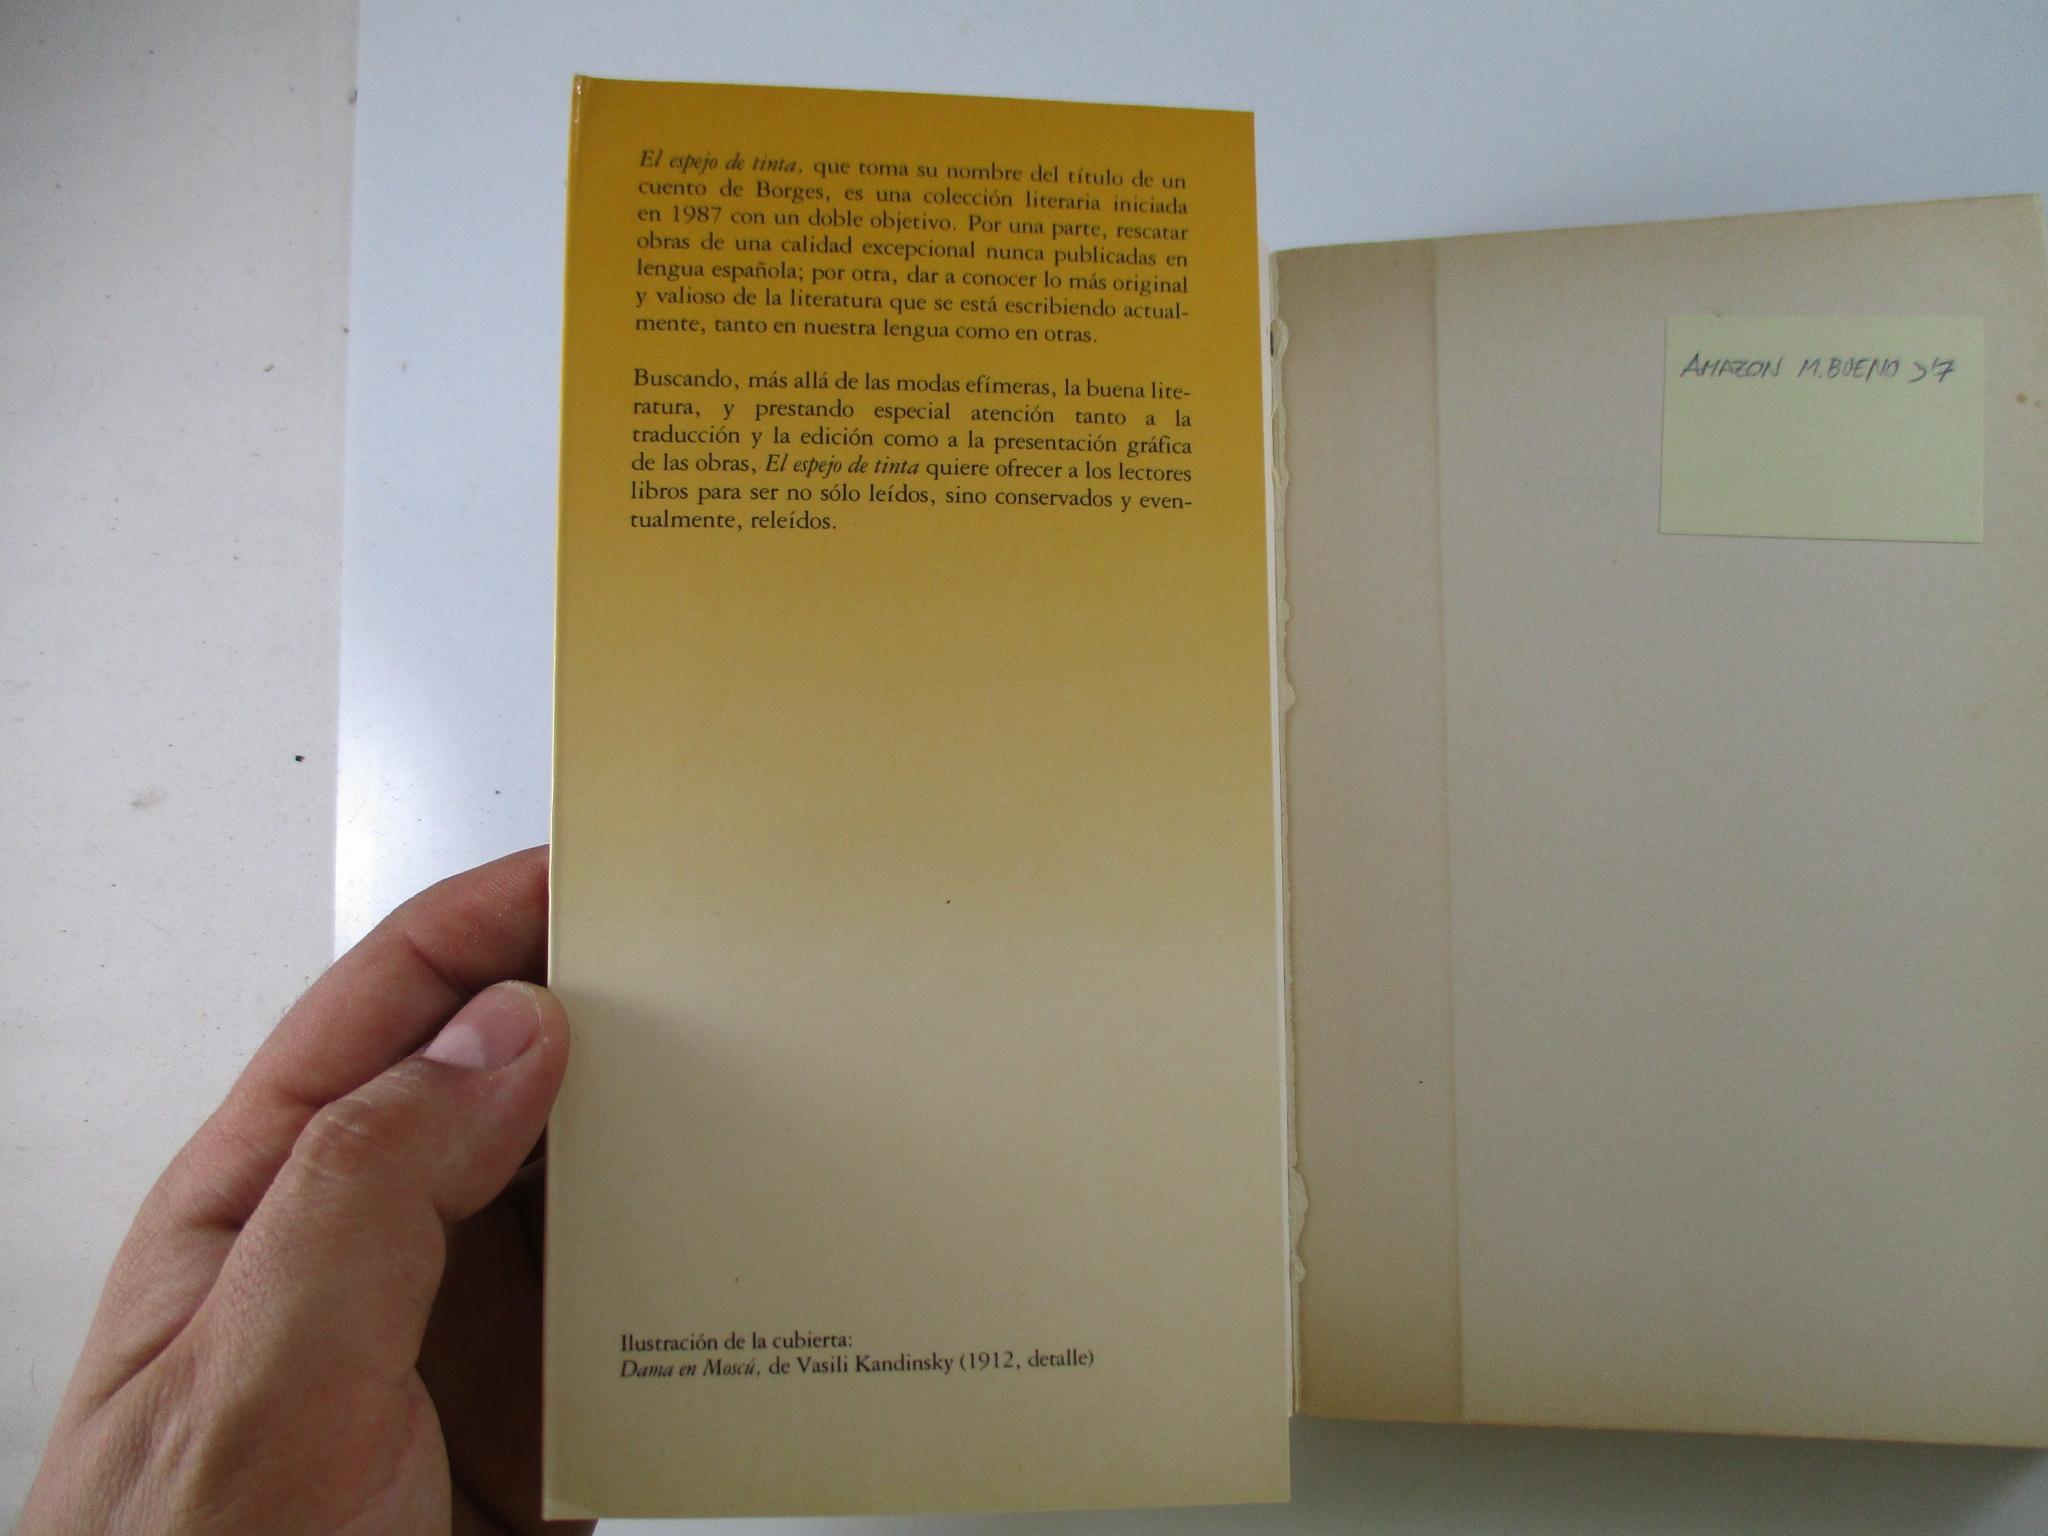 El espejo de tinta, que toma su nombre del título de un
cuento de Borges, es una colección literaria iniciada
en 1987 con un doble objetivo. Por una parte, rescatar
obras de una calidad excepcional nunca publicadas en
lengua española; por otra, dar a conocer lo más original
y valioso de la literatura que se está escribiendo actual-
mente, tanto en nuestra lengua como en otras.
Buscando, más allá de las modas efímeras, la buena lite-
ratura, y prestando especial atención tanto a la
traducción y la edición como a la presentación gráfica
de las obras, El espejo de tinta quiere ofrecer a los lectores
libros para ser no sólo leídos, sino conservados y even-
tualmente, releídos.
Ilustración de la cubierta:
Dama en Moscú, de Vasili Kandinsky (1912, detalle)
AMAZON M.BUENO